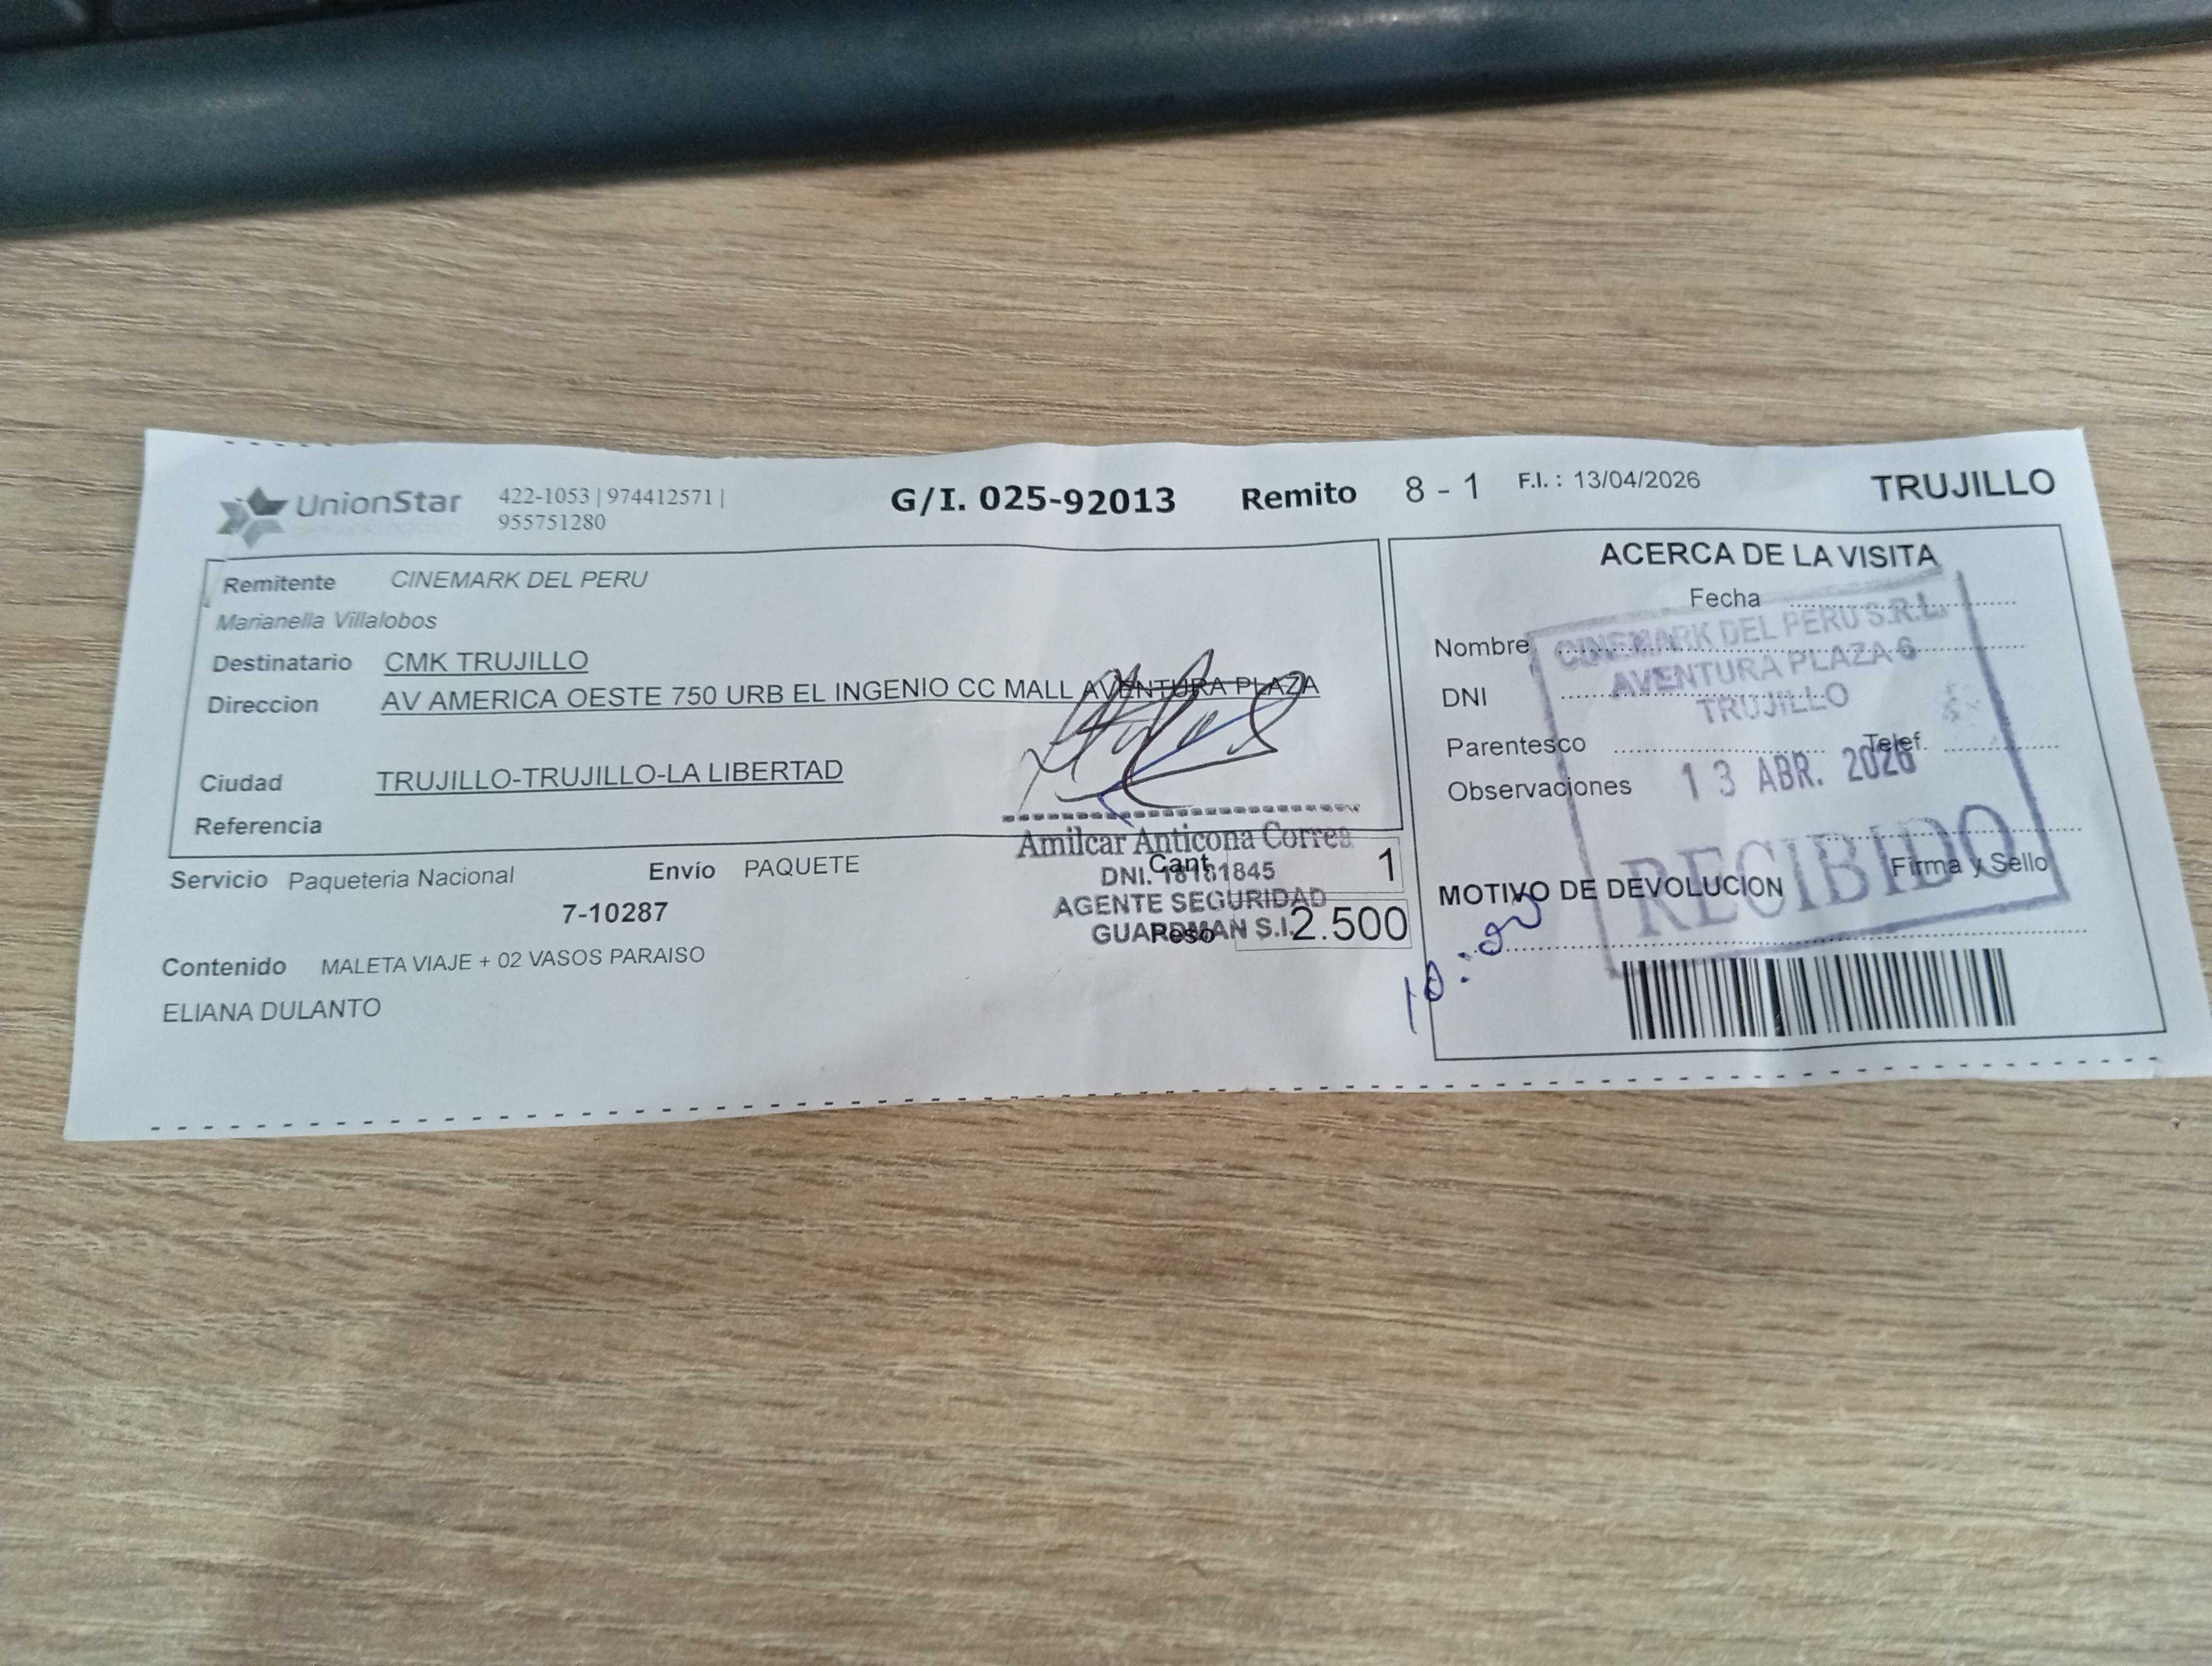 UnionStar
422-1053 | 974412571 |
955751280
G/I. 025-92013 Remito 8 - 1 F.I. : 13/04/2026 TRUJILLO
Remitente CINEMARK DEL PERU
Marianella Villalobos
Destinatario CMK TRUJILLO
Direccion AV AMERICA OESTE 750 URB EL INGENIO CC MALL AVENTURA PLAZA
Ciudad TRUJILLO-TRUJILLO-LA LIBERTAD
Referencia
Servicio Paqueteria Nacional Envío PAQUETE Cant. 1
7-10287 Peso 2.500
Contenido MALETA VIAJE + 02 VASOS PARAISO
ELIANA DULANTO
Amilcar Anticona Correa
DNI. 18181845
AGENTE SEGURIDAD
GUARDMAN
ACERCA DE LA VISITA
Fecha
Nombre
DNI
Parentesco Telef.
Observaciones
Firma y Sello
MOTIVO DE DEVOLUCION
CINEMARK DEL PERU S.R.L.
AVENTURA PLAZA 6
TRUJILLO
13 ABR. 2026
RECIBIDO